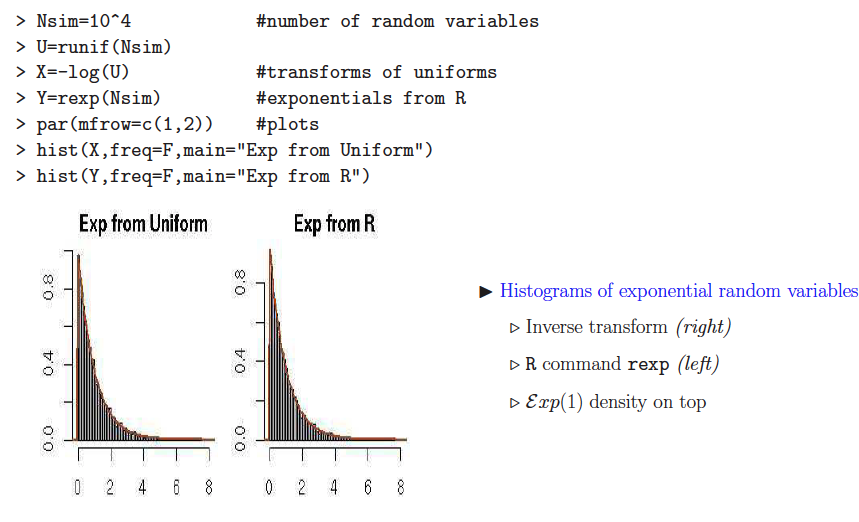 > Nsim=10^4 #number of random variables
> U=runif(Nsim)
> X=-log(U) #transforms of uniforms
> Y=rexp(Nsim) #exponentials from R
> par(mfrow=c(1,2)) #plots
> hist(X,freq=F,main="Exp from Uniform")
> hist(Y,freq=F,main="Exp from R")
Exp from Uniform
0.8
0.4
0.0
0 2 4 6 8
Exp from R
0.8
0.4
0.0
0 2 4 6 8
▶ Histograms of exponential random variables
▷ Inverse transform (right)
▷ R command rexp (left)
▷ Exp(1) density on top